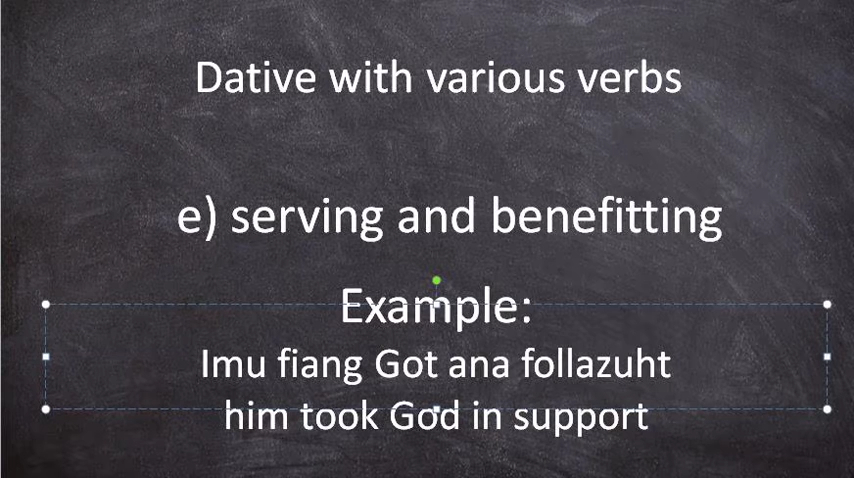 Dative with various verbs
e) serving and benefitting
Example:
Imu fiang Got ana follazuht
him took God in support